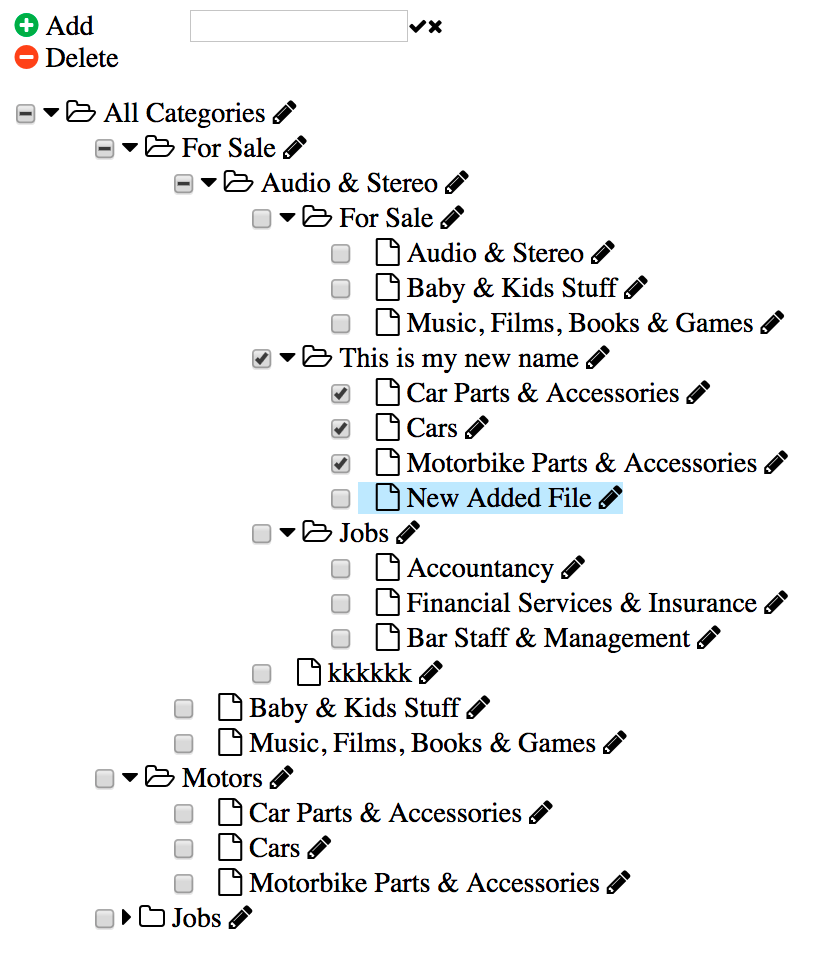 Add
Delete
All Categories
For Sale
Audio & Stereo
For Sale
Audio & Stereo
Baby & Kids Stuff
Music, Films, Books & Games
This is my new name
Car Parts & Accessories
Cars
Motorbike Parts & Accessories
New Added File
Jobs
Accountancy
Financial Services & Insurance
Bar Staff & Management
kkkkkk
Baby & Kids Stuff
Music, Films, Books & Games
Motors
Car Parts & Accessories
Cars
Motorbike Parts & Accessories
Jobs